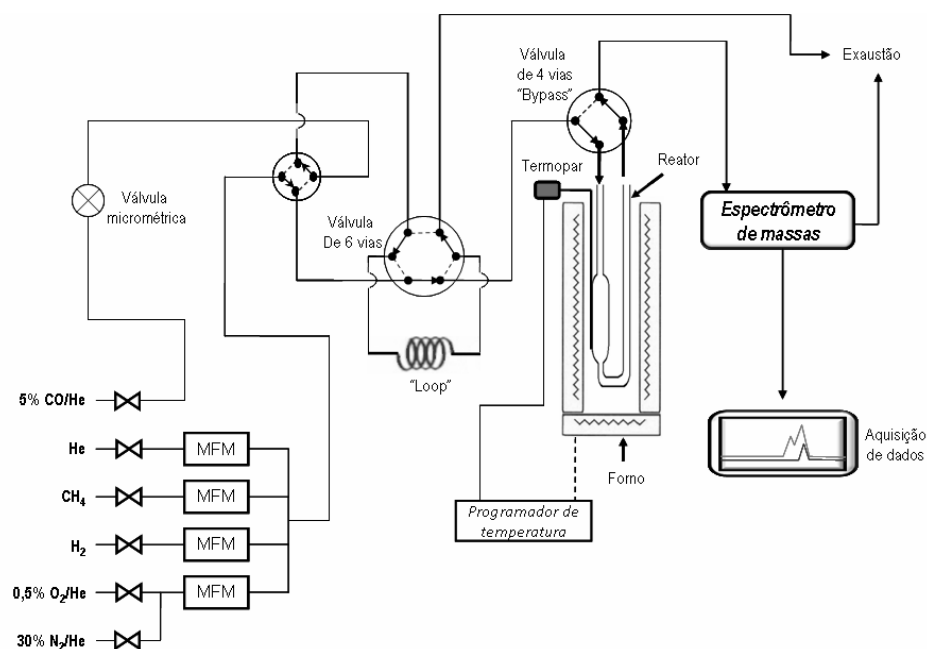 Válvula
de 4 vias
"Bypass"
Exaustão
Termopar
Reator
Válvula
micrométrica
Válvula
De 6 vias
Espectrômetro
de massas
"Loop"
5% CO/He
He
MFM
CH4
MFM
H2
MFM
0,5% O2/He
MFM
30% N2/He
Forno
Programador de
temperatura
Aquisição
de dados